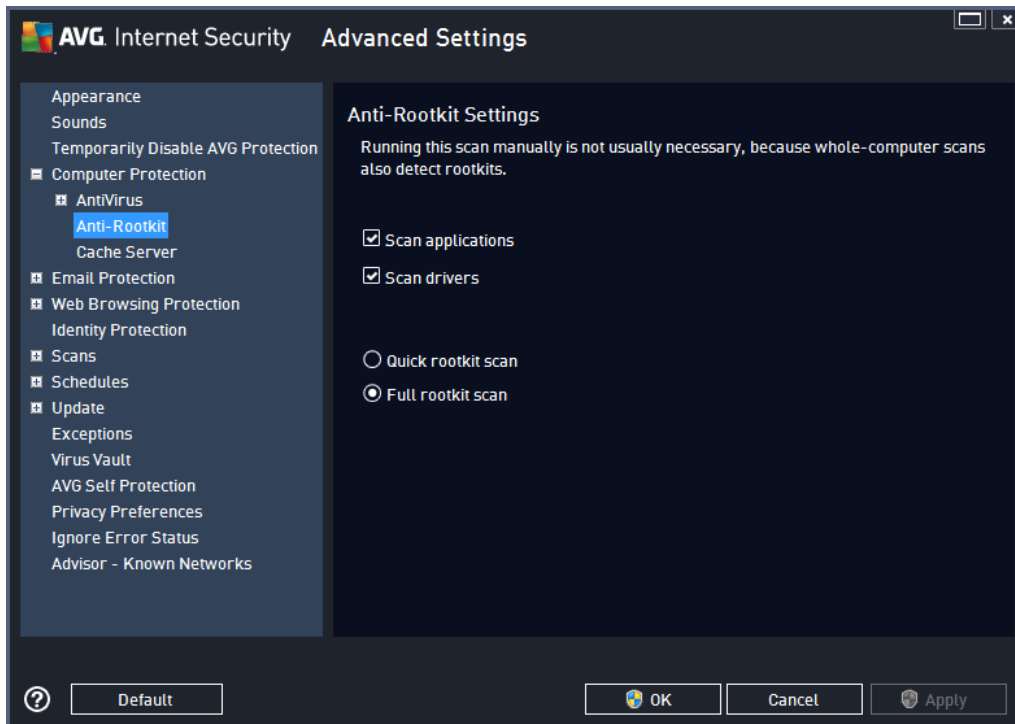 AVG. Internet Security Advanced Settings
Appearance
Sounds
Temporarily Disable AVG Protection
Computer Protection
AntiVirus
Anti-Rootkit
Cache Server
Email Protection
Web Browsing Protection
Identity Protection
Scans
Schedules
Update
Exceptions
Virus Vault
AVG Self Protection
Privacy Preferences
Ignore Error Status
Advisor - Known Networks
Anti-Rootkit Settings
Running this scan manually is not usually necessary, because whole-computer scans
also detect rootkits.
Scan applications
Scan drivers
Quick rootkit scan
Full rootkit scan
? Default OK Cancel Apply